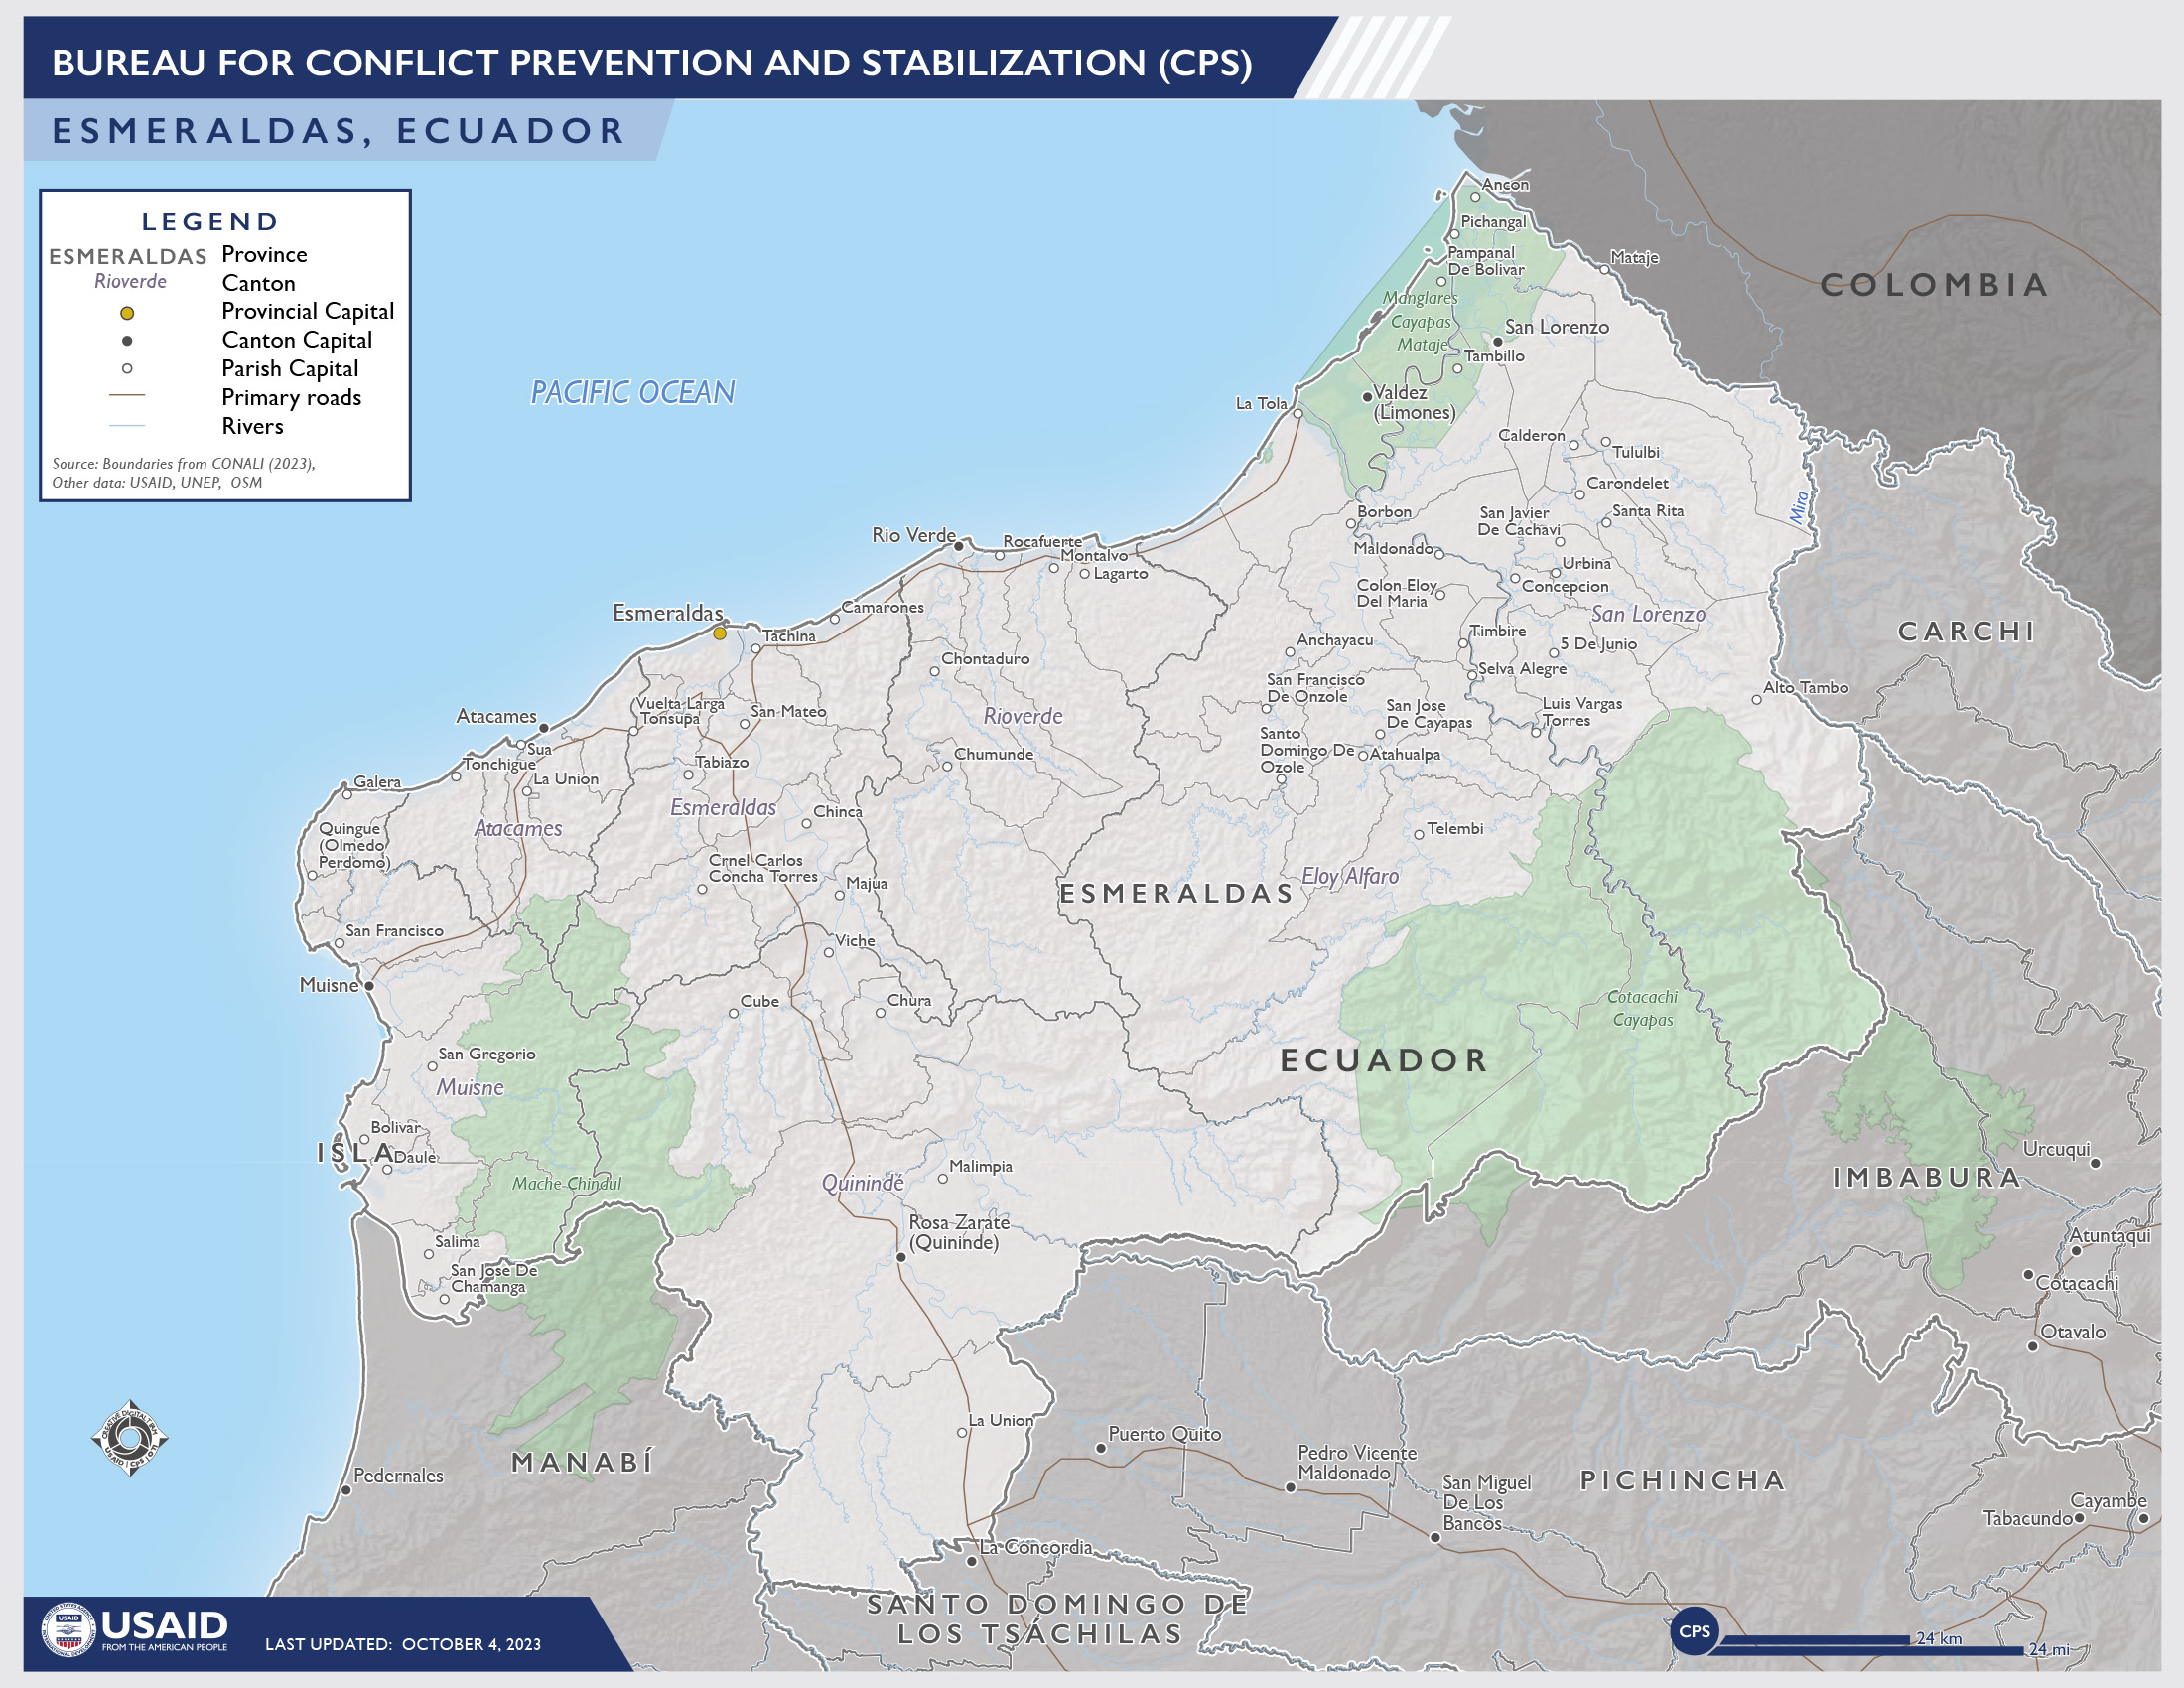 BUREAU FOR CONFLICT PREVENTION AND STABILIZATION (CPS)
ESMERALDAS, ECUADOR
LEGEND
ESMERALDAS Province
Rioverde Canton
Provincial Capital
Canton Capital
Parish Capital
Primary roads
Rivers
Source: Boundaries from CONALI (2023),
Other data: USAID, UNEP, OSM
PACIFIC OCEAN
COLOMBIA
Ancon
Pichangal
Pampanal
De Bolivar
Mataje
Manglares
Cayapas
Mataje
San Lorenzo
Tambillo
Valdez
(Limones)
La Tola
Calderon
Tululbi
Carondelet
Santa Rita
San Javier
De Cachavi
Mira
Borbon
Maldonado
Urbina
Concepcion
Colon Eloy
Del Maria
San Lorenzo
CARCHI
Rio Verde
Rocafuerte
Montalvo
Lagarto
Camarones
Esmeraldas
Tachina
Chontaduro
Anchayacu
Timbire
5 De Junio
Selva Alegre
Alto Tambo
San Francisco
De Onzole
San Jose
De Cayapas
Luis Vargas
Torres
Vuelta Larga
Tonsupa
San Mateo
Rioverde
Atacames
Sua
Tonchigue
La Union
Tabiazo
Chumunde
Santo
Domingo De
Ozole
Atahualpa
Galera
Esmeraldas
Chinca
Atacames
Quingue
(Olmedo
Perdomo)
Telembi
Crnel Carlos
Concha Torres
Majua
ESMERALDAS
Eloy Alfaro
San Francisco
Viche
Muisne
Cube
Chura
Cotacachi
Cayapas
ECUADOR
San Gregorio
Muisne
Bolivar
ISLA
Daule
Mache Chindul
Quinindé
Malimpia
Rosa Zarate
(Quininde)
Urcuqui
IMBABURA
Atuntaqui
Cotacachi
Otavalo
Salima
San Jose De
Chamanga
La Union
Puerto Quito
Pedro Vicente
Maldonado
MANABÍ
Pedernales
San Miguel
De Los
Bancos
PICHINCHA
Cayambe
Tabacundo
La Concordia
SANTO DOMINGO DE
LOS TSÁCHILAS
USAID
FROM THE AMERICAN PEOPLE
LAST UPDATED: OCTOBER 4, 2023
CPS
24 km
24 mi